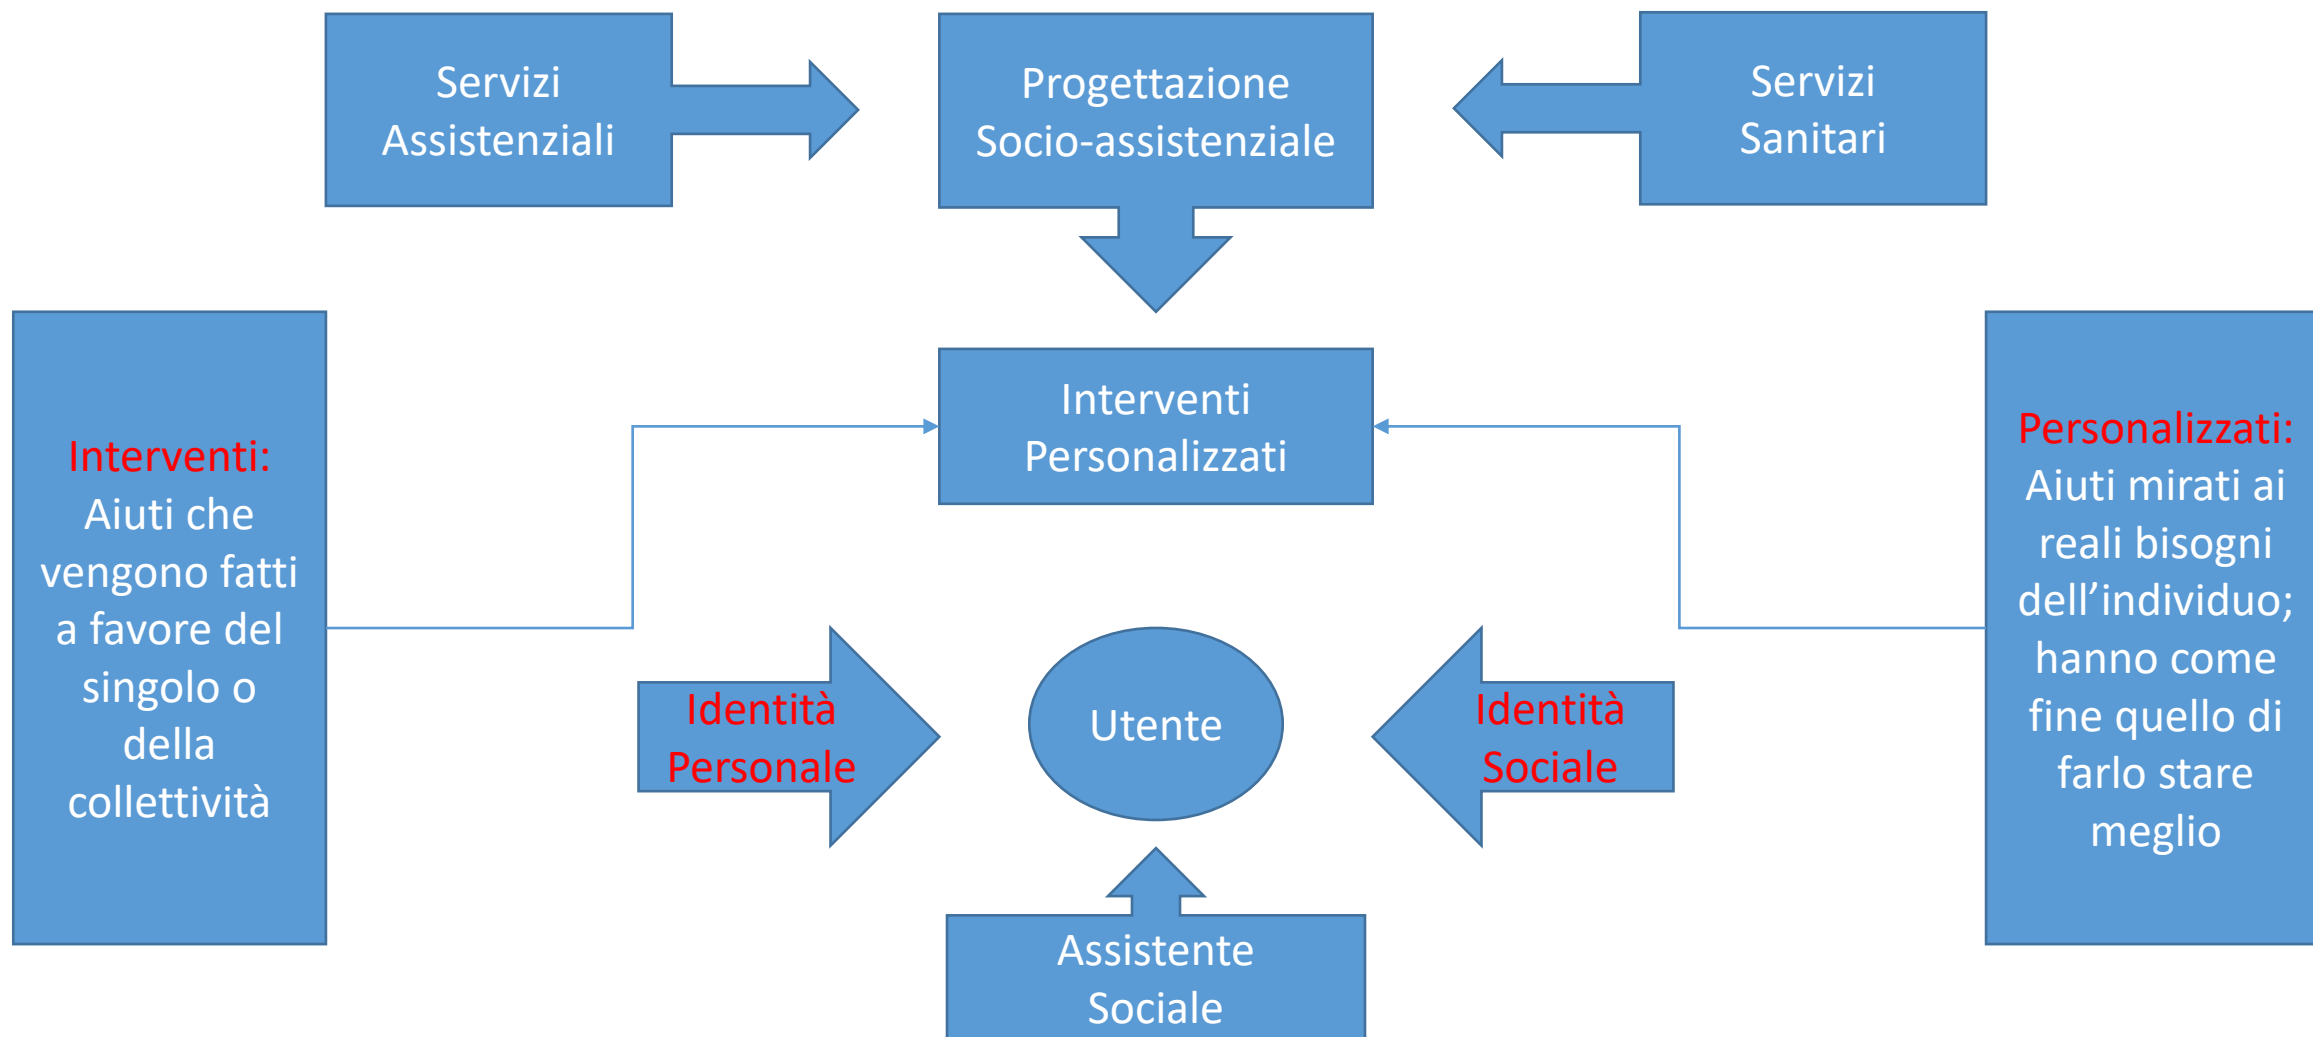 Servizi
Assistenziali
Progettazione
Socio-assistenziale
Servizi
Sanitari
Interventi:
Aiuti che
vengono fatti
a favore del
singolo o
della
collettività
Interventi
Personalizzati
Personalizzati:
Aiuti mirati ai
reali bisogni
dell’individuo;
hanno come
fine quello di
farlo stare
meglio
Identità
Personale
Utente
Identità
Sociale
Assistente
Sociale